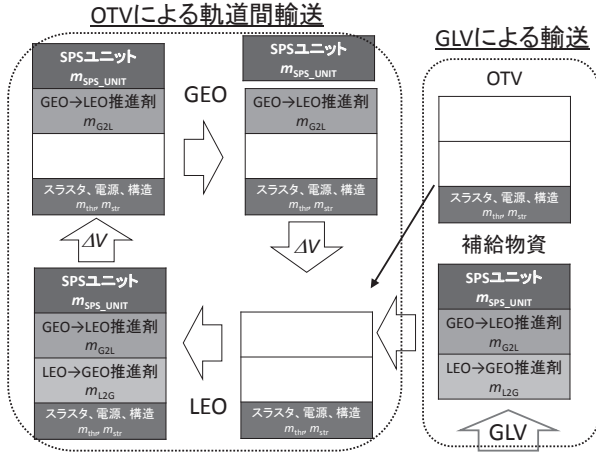 OTVによる軌道間輸送
SPSユニット
mSPS_UNIT
GEO→LEO推進剤
mG2L
スラスタ、電源、構造
mthr, mstr
GEO
SPSユニット
mSPS_UNIT
GEO→LEO推進剤
mG2L
スラスタ、電源、構造
mthr, mstr
ΔV
ΔV
SPSユニット
mSPS_UNIT
GEO→LEO推進剤
mG2L
LEO→GEO推進剤
mL2G
スラスタ、電源、構造
mthr, mstr
LEO
スラスタ、電源、構造
mthr, mstr
GLVによる輸送
OTV
スラスタ、電源、構造
mthr, mstr
補給物資
SPSユニット
mSPS_UNIT
GEO→LEO推進剤
mG2L
LEO→GEO推進剤
mL2G
GLV